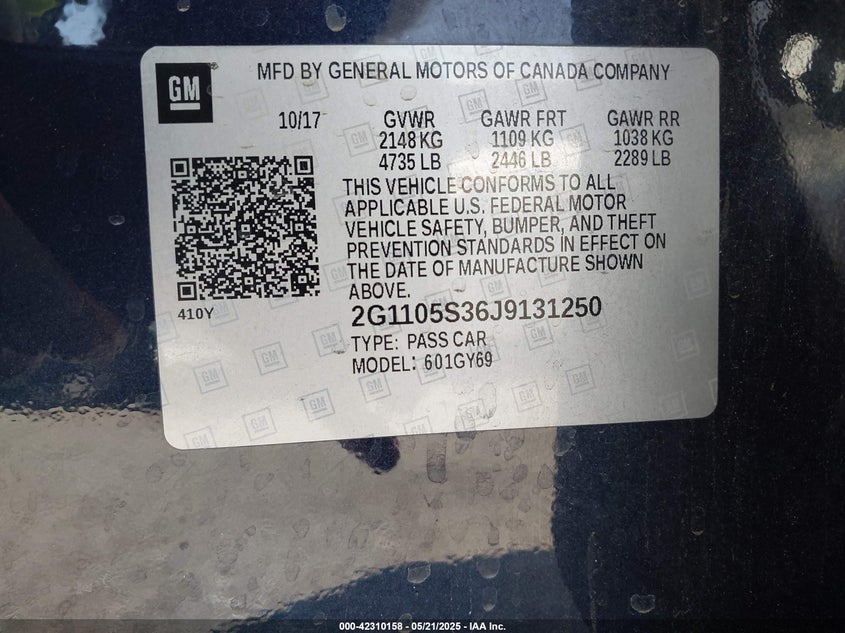 GM
MFD BY GENERAL MOTORS OF CANADA COMPANY
10/17
GVWR
2148 KG
4735 LB
GAWR FRT
1109 KG
2446 LB
GAWR RR
1038 KG
2289 LB
THIS VEHICLE CONFORMS TO ALL
APPLICABLE U.S. FEDERAL MOTOR
VEHICLE SAFETY, BUMPER, AND THEFT
PREVENTION STANDARDS IN EFFECT ON
THE DATE OF MANUFACTURE SHOWN
ABOVE.
410Y
2G1105S36J9131250
TYPE: PASS CAR
MODEL: 601GY69
000-42310158 - 05/21/2025 - IAA Inc.